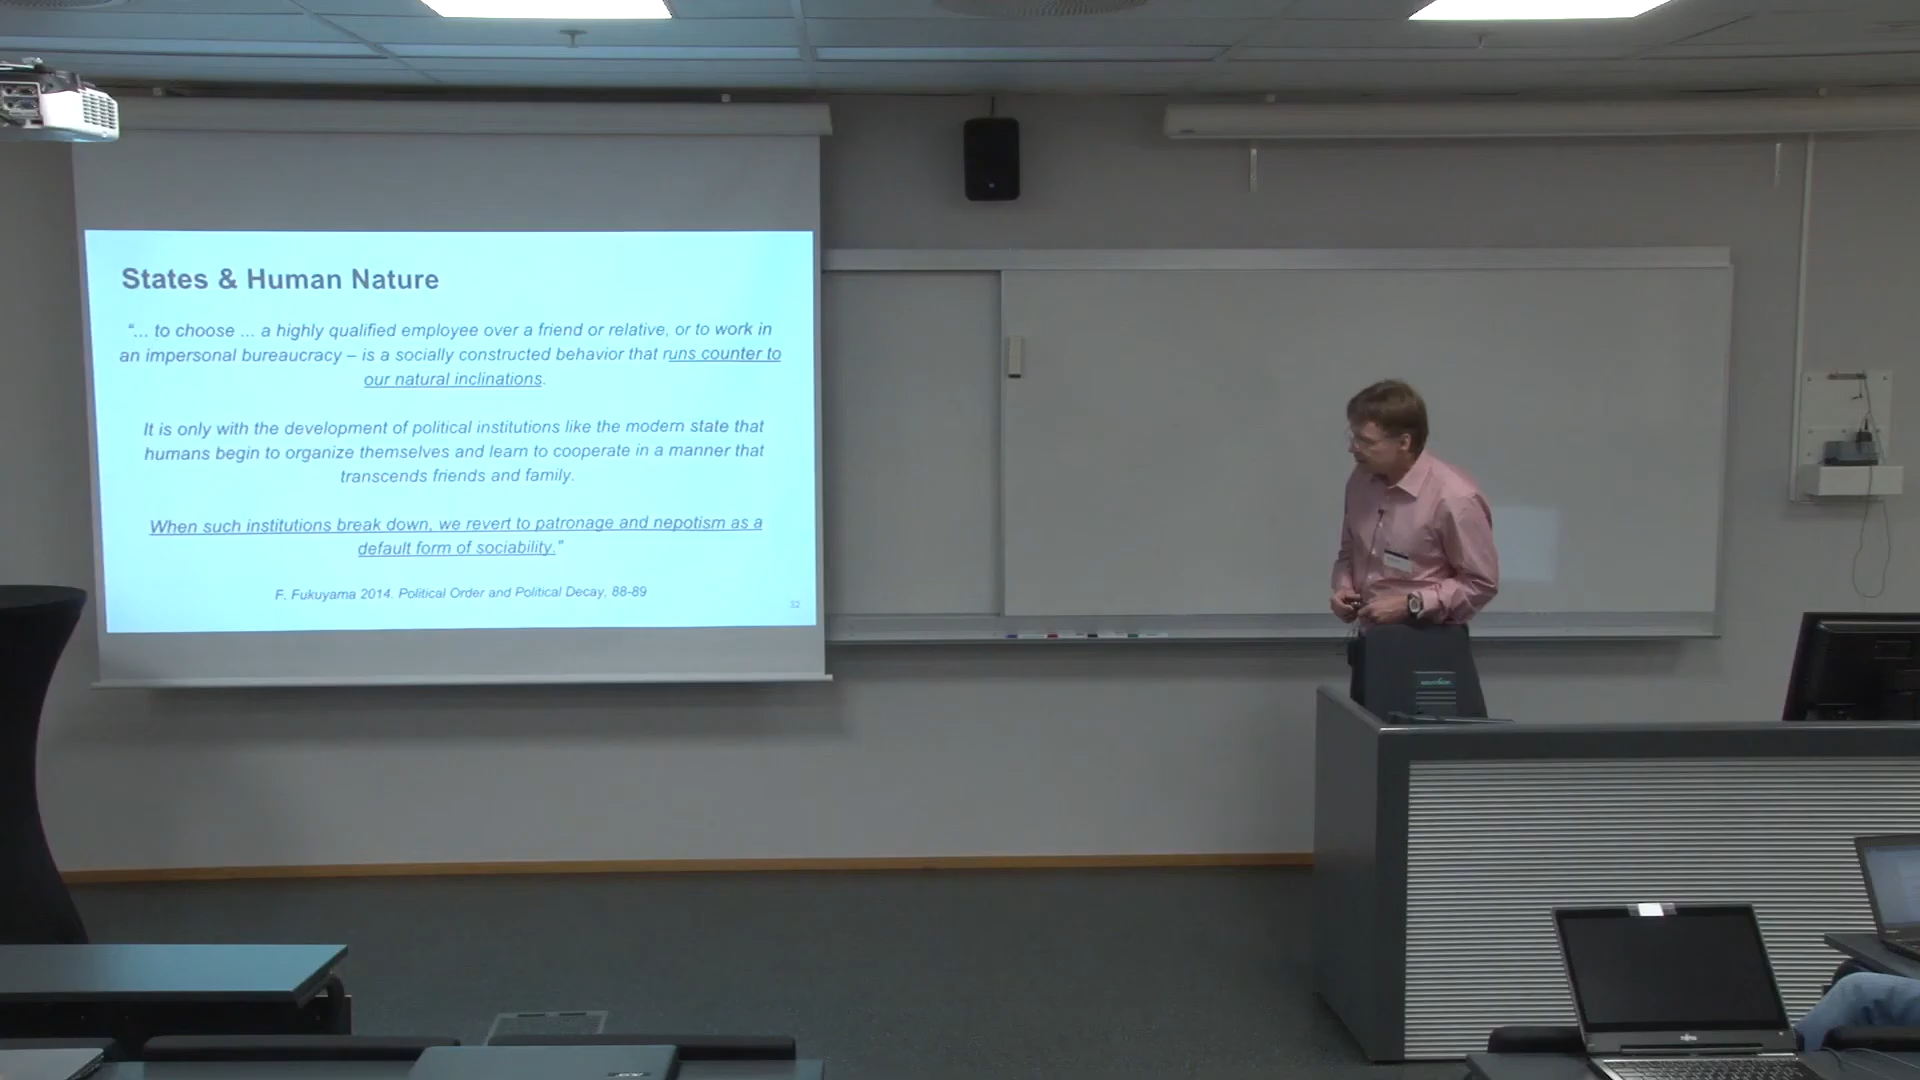 States & Human Nature
“... to choose ... a highly qualified employee over a friend or relative, or to work in
an impersonal bureaucracy – is a socially constructed behavior that runs counter to
our natural inclinations.
It is only with the development of political institutions like the modern state that
humans begin to organize themselves and learn to cooperate in a manner that
transcends friends and family.
When such institutions break down, we revert to patronage and nepotism as a
default form of sociability.”
F. Fukuyama 2014. Political Order and Political Decay, 88-89
32
FUJITSU
acer